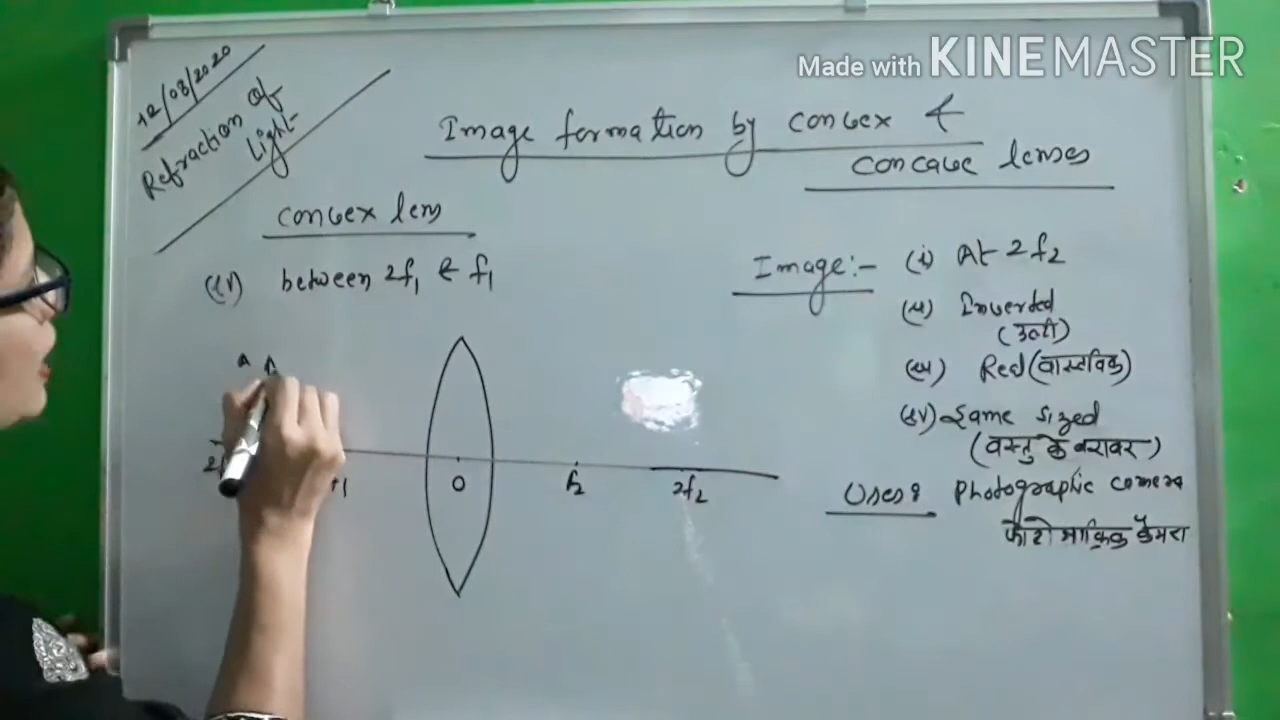 Made with KINEMASTER
12/08/2020
Refraction of
Light
Image formation by convex &
concave lenses
convex lens
(iv) between 2f₁ & f₁
Image:- (i) At 2f₂
(ii) Inverted
(उल्टी)
(iii) Real (वास्तविक)
(iv) Same sized
(वस्तु के बराबर)
A A
O f₂ 2f₂
Uses: Photographic camera
फोटोग्राफिक कैमरा